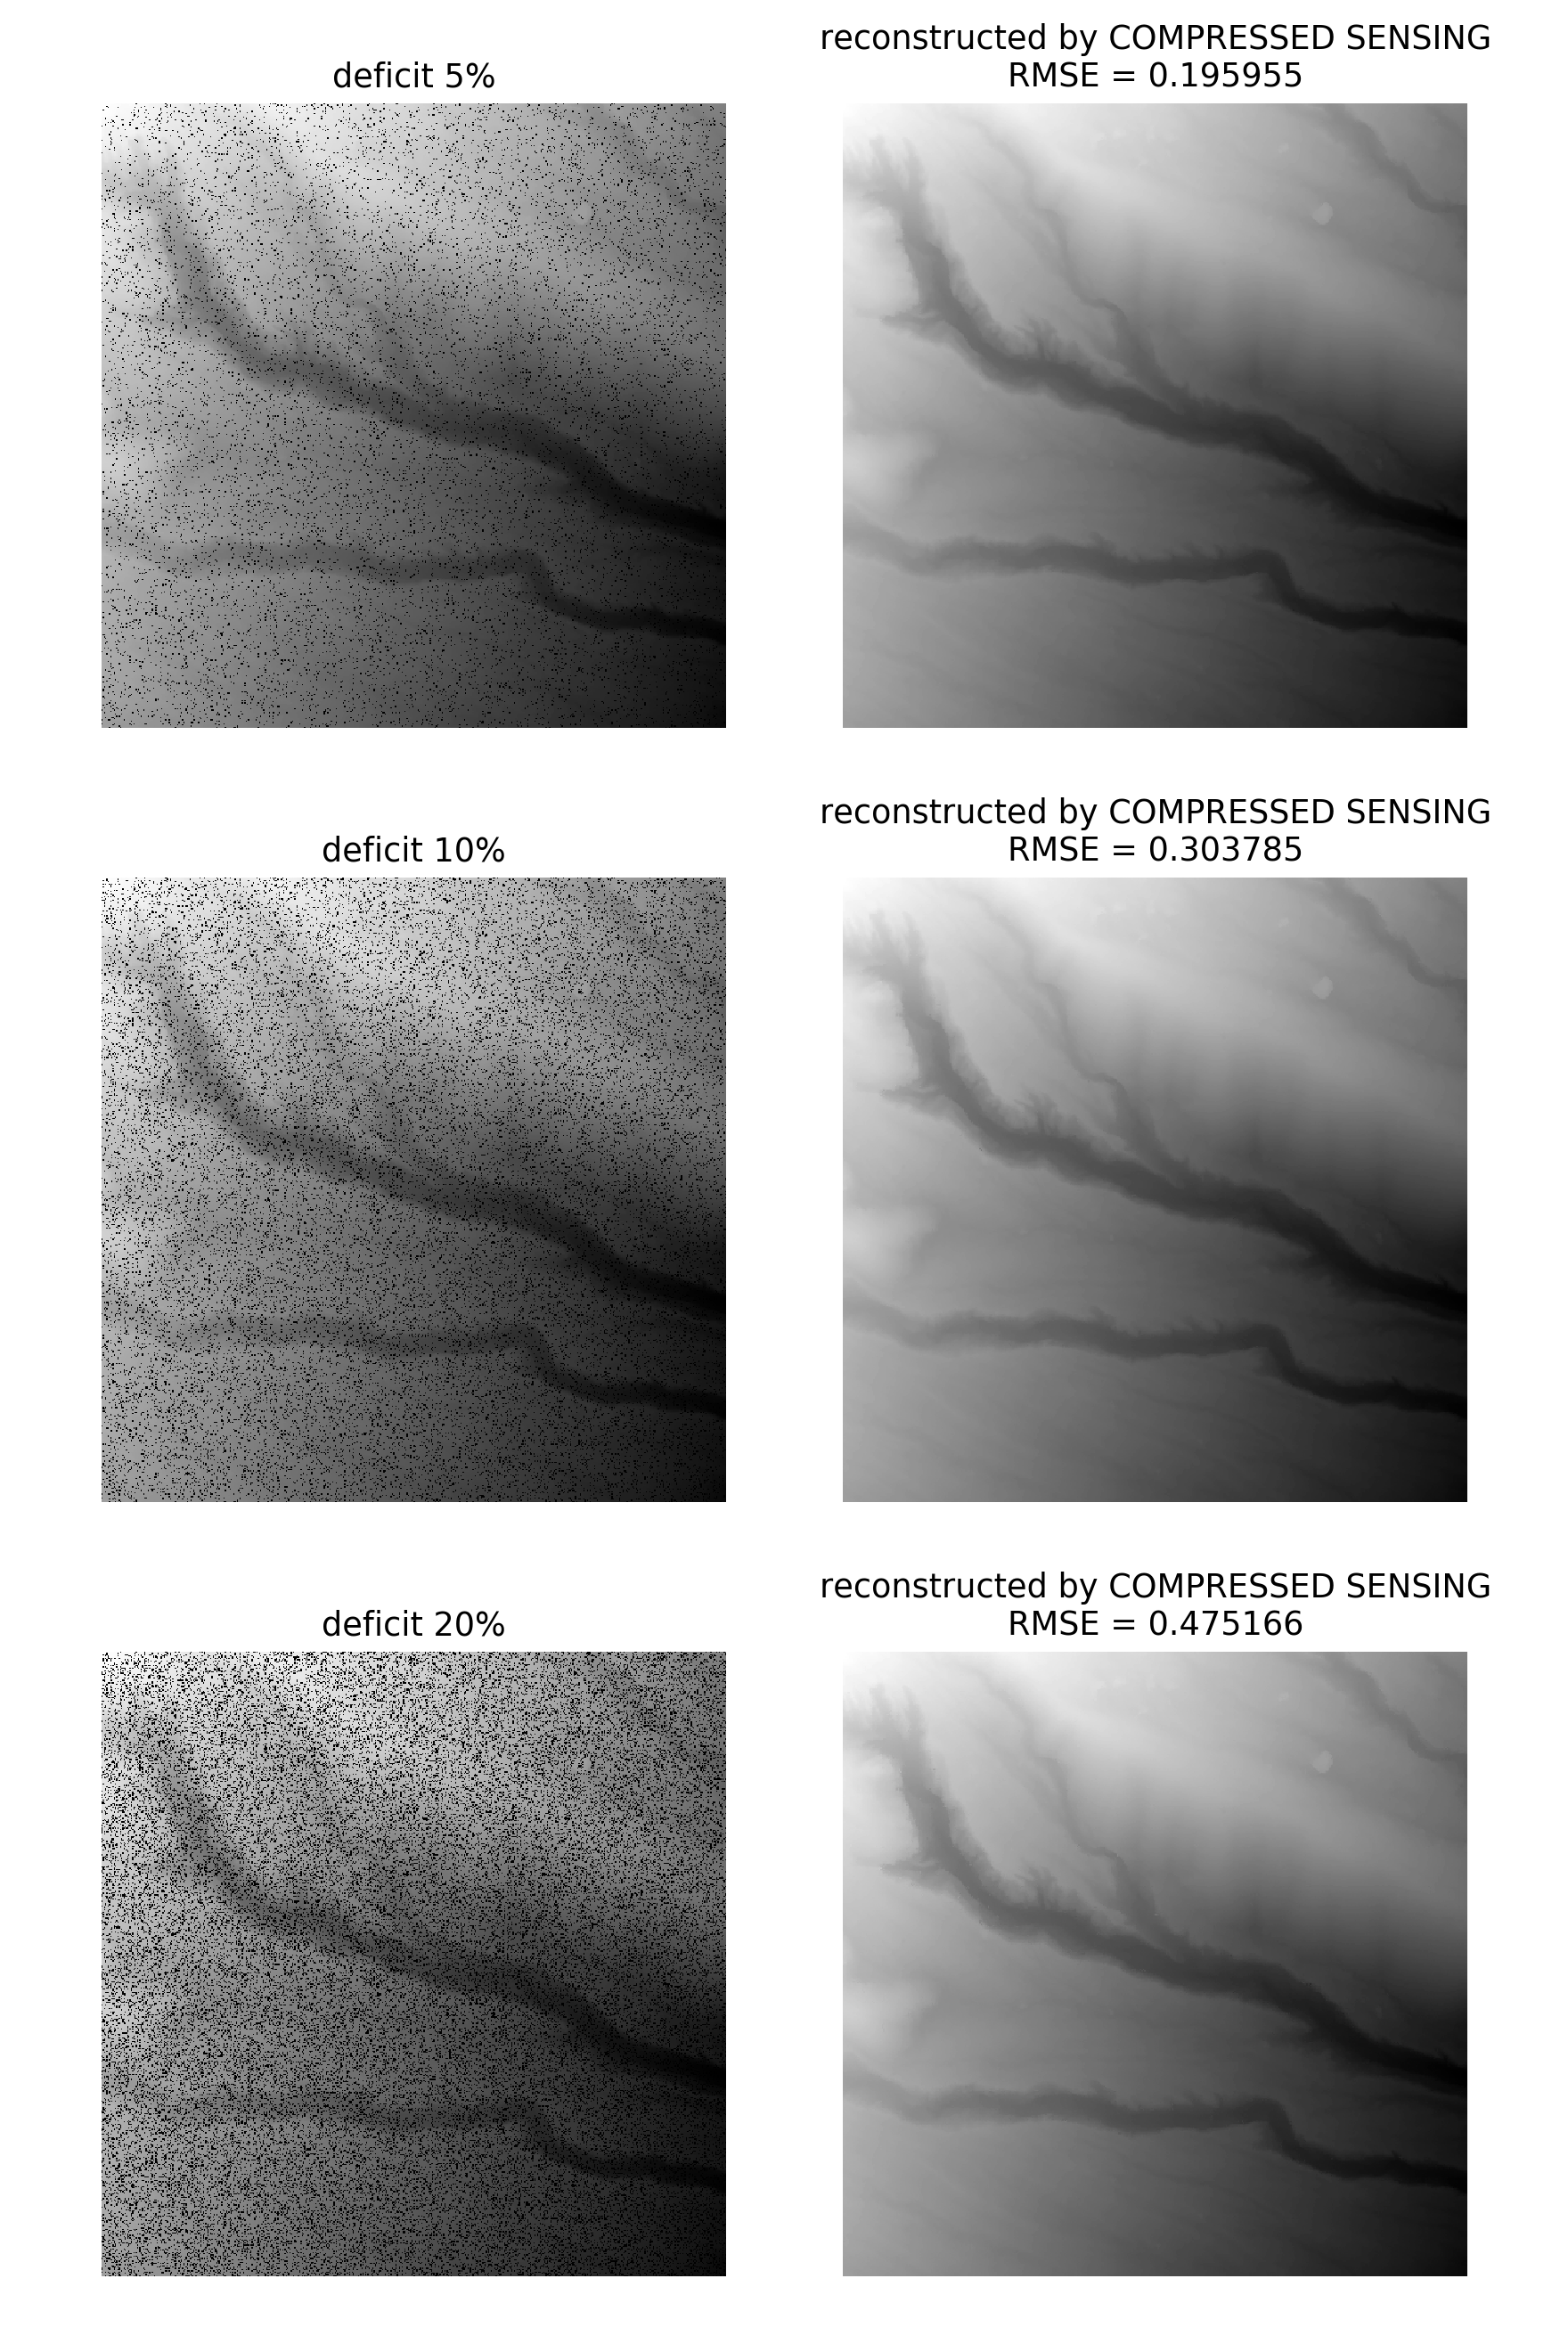 deficit 5%
reconstructed by COMPRESSED SENSING
RMSE = 0.195955
deficit 10%
reconstructed by COMPRESSED SENSING
RMSE = 0.303785
deficit 20%
reconstructed by COMPRESSED SENSING
RMSE = 0.475166